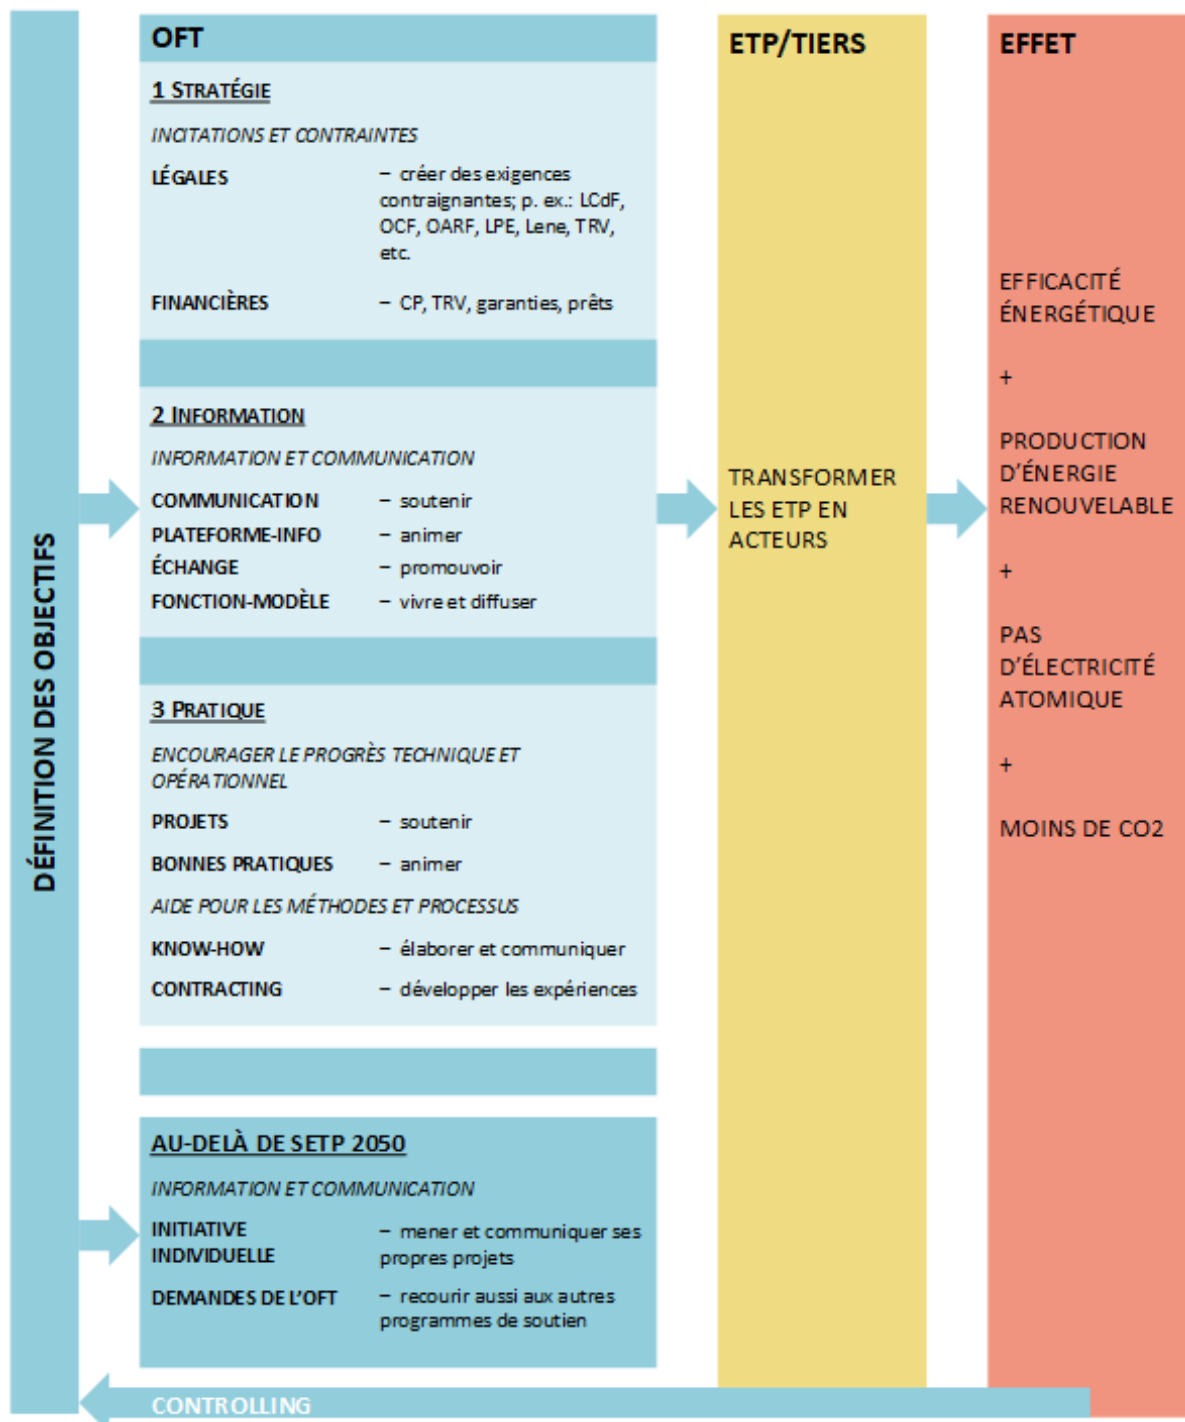 DÉFINITION DES OBJECTIFS
OFT
1 STRATÉGIE
INCITATIONS ET CONTRAINTES
LÉGALES – créer des exigences
contraignantes; p. ex.: LCdF,
OCF, OARF, LPE, Lene, TRV,
etc.
FINANCIÈRES – CP, TRV, garanties, prêts
2 INFORMATION
INFORMATION ET COMMUNICATION
COMMUNICATION – soutenir
PLATEFORME-INFO – animer
ÉCHANGE – promouvoir
FONCTION-MODÈLE – vivre et diffuser
3 PRATIQUE
ENCOURAGER LE PROGRÈS TECHNIQUE ET
OPÉRATIONNEL
PROJETS – soutenir
BONNES PRATIQUES – animer
AIDE POUR LES MÉTHODES ET PROCESSUS
KNOW-HOW – élaborer et communiquer
CONTRACTING – développer les expériences
AU-DELÀ DE SETP 2050
INFORMATION ET COMMUNICATION
INITIATIVE – mener et communiquer ses
INDIVIDUELLE propres projets
DEMANDES DE L'OFT – recourir aussi aux autres
programmes de soutien
ETP/TIERS
TRANSFORMER
LES ETP EN
ACTEURS
EFFET
EFFICACITÉ
ÉNERGÉTIQUE
+
PRODUCTION
D'ÉNERGIE
RENOUVELABLE
+
PAS
D'ÉLECTRICITÉ
ATOMIQUE
+
MOINS DE CO2
CONTROLLING